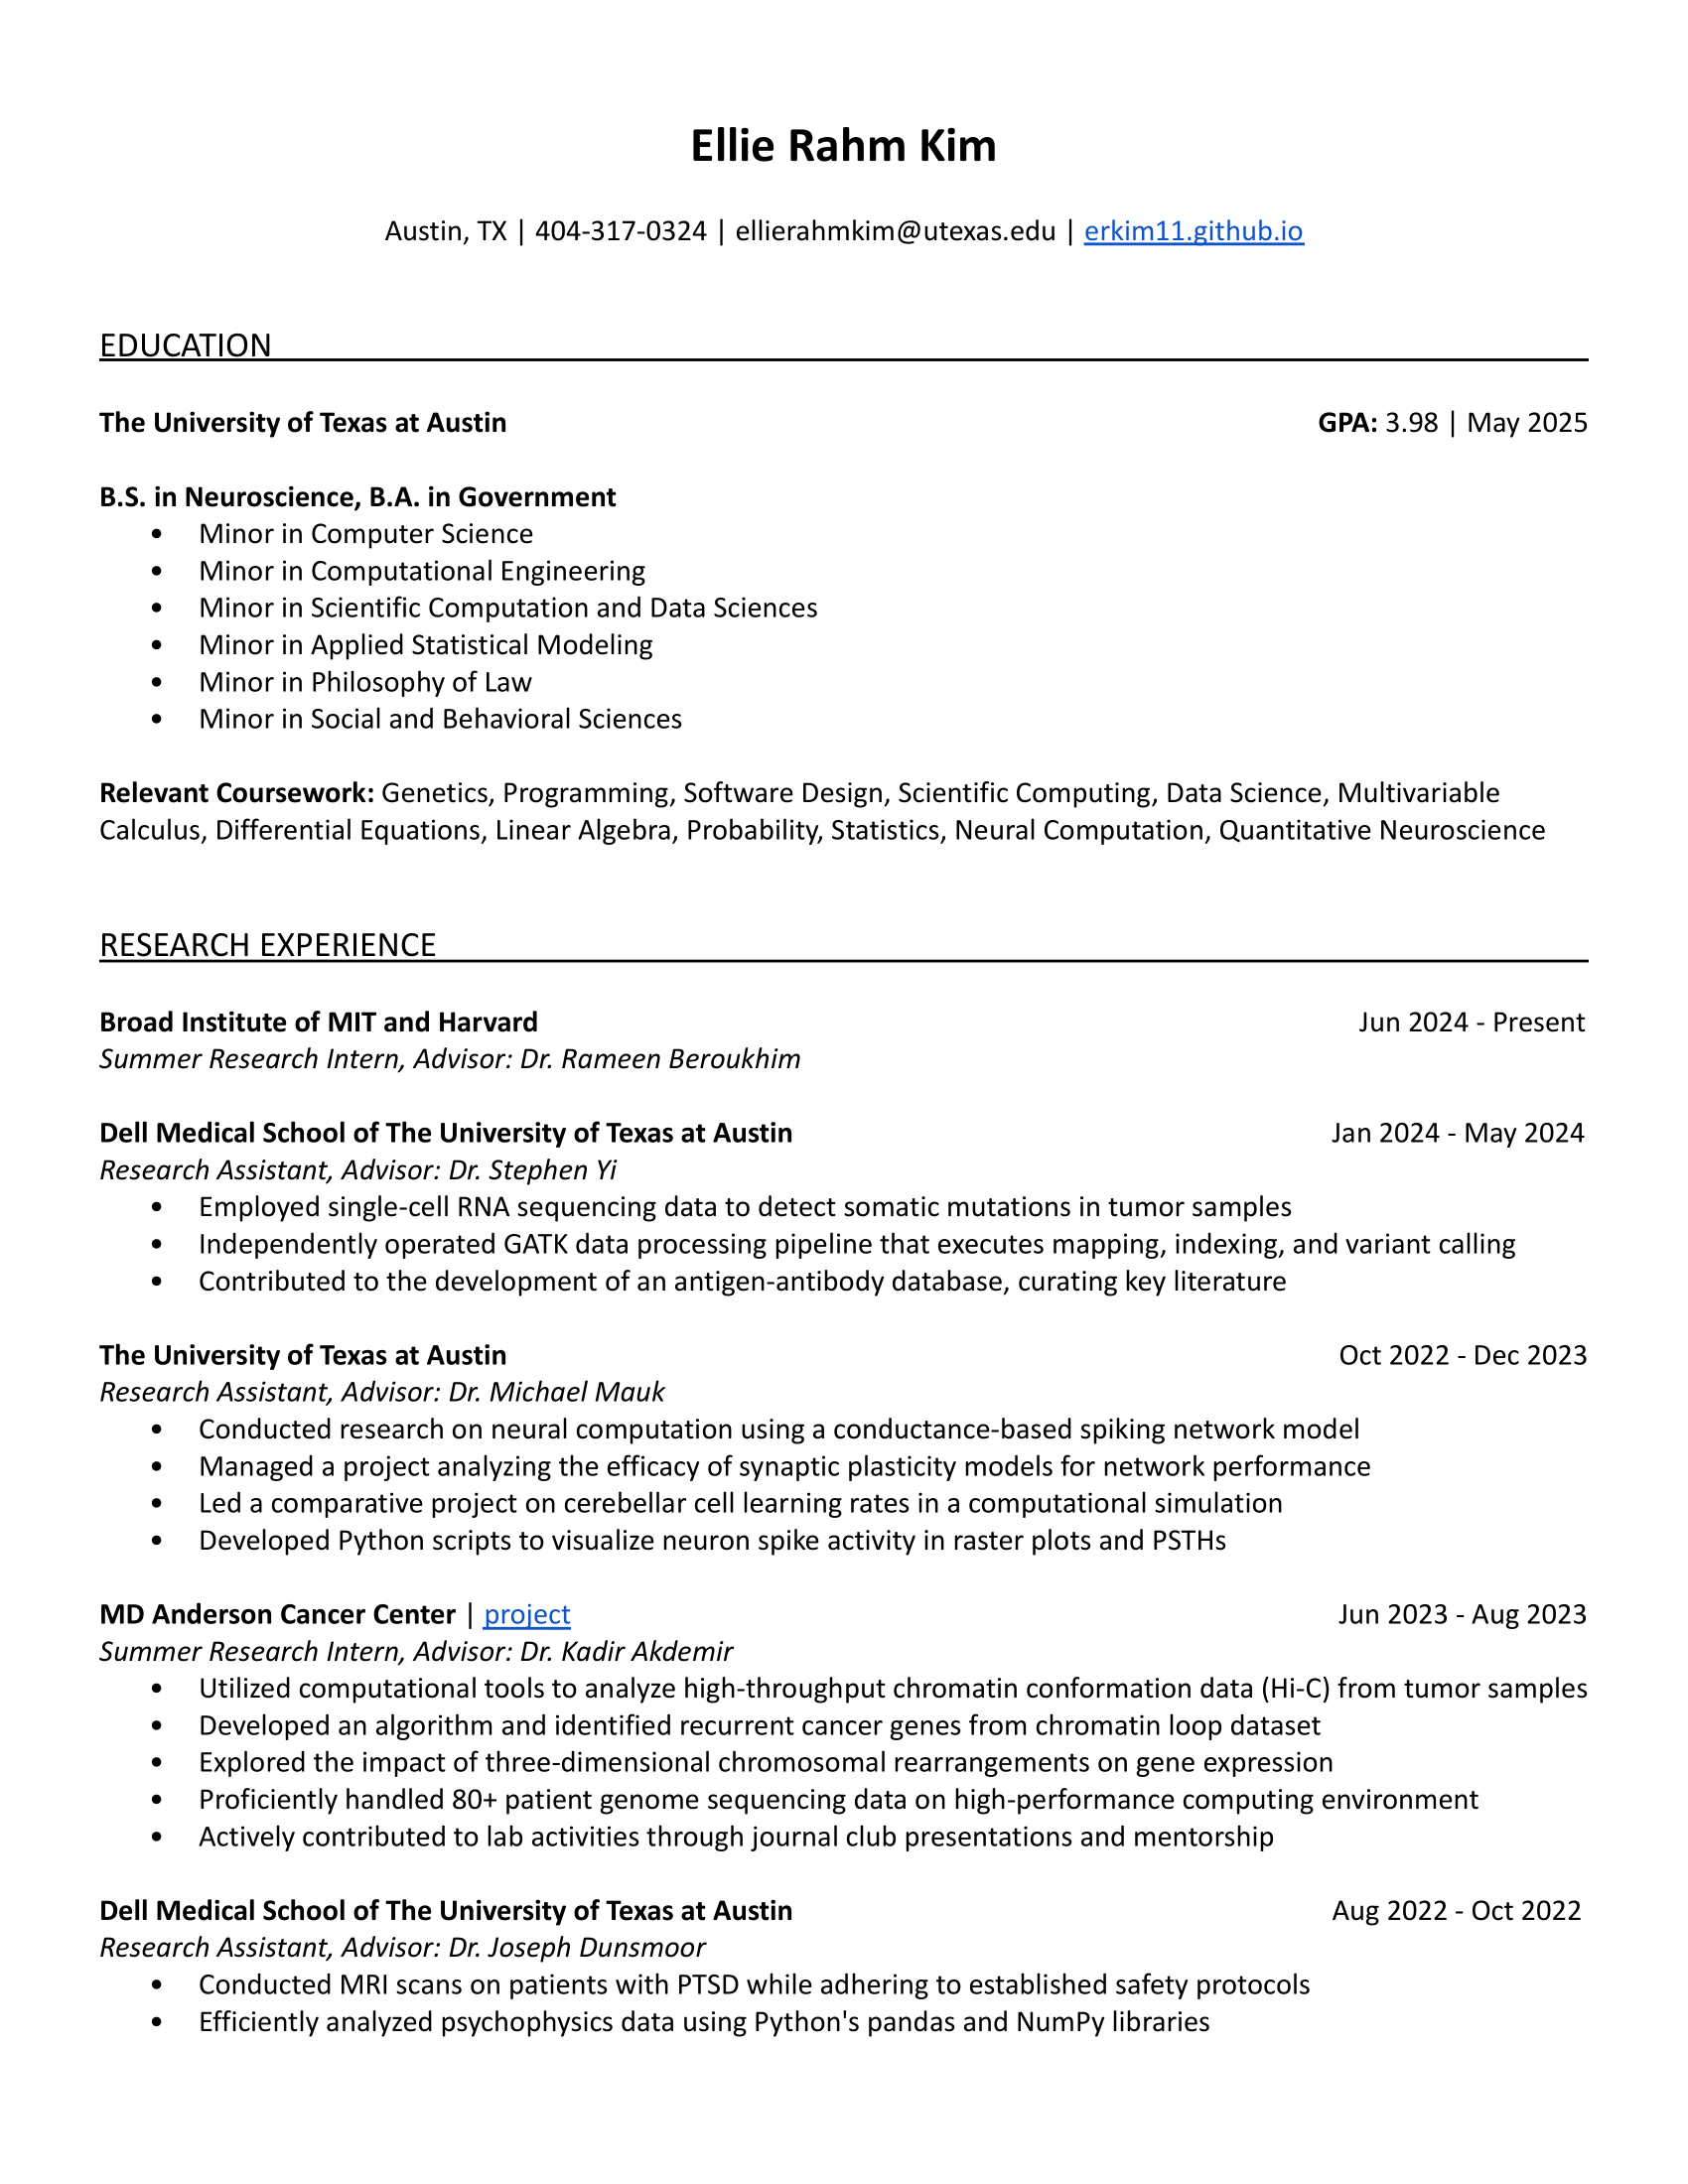 Ellie Rahm Kim
Austin, TX | 404-317-0324 | ellierahmkim@utexas.edu | erkim11.github.io
EDUCATION
The University of Texas at Austin GPA: 3.98 | May 2025
B.S. in Neuroscience, B.A. in Government
• Minor in Computer Science
• Minor in Computational Engineering
• Minor in Scientific Computation and Data Sciences
• Minor in Applied Statistical Modeling
• Minor in Philosophy of Law
• Minor in Social and Behavioral Sciences
Relevant Coursework: Genetics, Programming, Software Design, Scientific Computing, Data Science, Multivariable
Calculus, Differential Equations, Linear Algebra, Probability, Statistics, Neural Computation, Quantitative Neuroscience
RESEARCH EXPERIENCE
Broad Institute of MIT and Harvard Jun 2024 - Present
Summer Research Intern, Advisor: Dr. Rameen Beroukhim
Dell Medical School of The University of Texas at Austin Jan 2024 - May 2024
Research Assistant, Advisor: Dr. Stephen Yi
• Employed single-cell RNA sequencing data to detect somatic mutations in tumor samples
• Independently operated GATK data processing pipeline that executes mapping, indexing, and variant calling
• Contributed to the development of an antigen-antibody database, curating key literature
The University of Texas at Austin Oct 2022 - Dec 2023
Research Assistant, Advisor: Dr. Michael Mauk
• Conducted research on neural computation using a conductance-based spiking network model
• Managed a project analyzing the efficacy of synaptic plasticity models for network performance
• Led a comparative project on cerebellar cell learning rates in a computational simulation
• Developed Python scripts to visualize neuron spike activity in raster plots and PSTHs
MD Anderson Cancer Center | project Jun 2023 - Aug 2023
Summer Research Intern, Advisor: Dr. Kadir Akdemir
• Utilized computational tools to analyze high-throughput chromatin conformation data (Hi-C) from tumor samples
• Developed an algorithm and identified recurrent cancer genes from chromatin loop dataset
• Explored the impact of three-dimensional chromosomal rearrangements on gene expression
• Proficiently handled 80+ patient genome sequencing data on high-performance computing environment
• Actively contributed to lab activities through journal club presentations and mentorship
Dell Medical School of The University of Texas at Austin Aug 2022 - Oct 2022
Research Assistant, Advisor: Dr. Joseph Dunsmoor
• Conducted MRI scans on patients with PTSD while adhering to established safety protocols
• Efficiently analyzed psychophysics data using Python's pandas and NumPy libraries